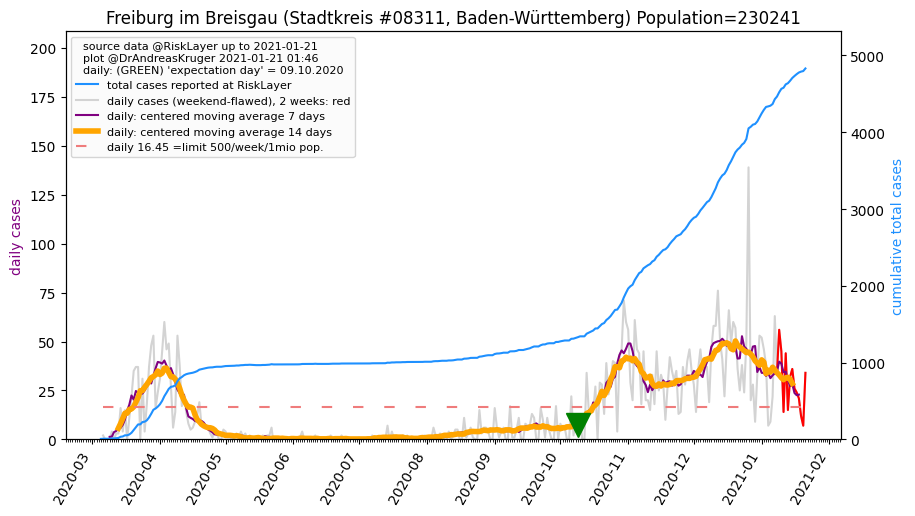 Freiburg im Breisgau (Stadtkreis #08311, Baden-Württemberg) Population=230241
source data @RiskLayer up to 2021-01-21
plot @DrAndreasKruger 2021-01-21 01:46
daily: (GREEN) 'expectation day' = 09.10.2020
total cases reported at RiskLayer
daily cases (weekend-flawed), 2 weeks: red
daily: centered moving average 7 days
daily: centered moving average 14 days
daily 16.45 =limit 500/week/1mio pop.
daily cases
200
175
150
125
100
75
50
25
0
cumulative total cases
5000
4000
3000
2000
1000
0
2020-03
2020-04
2020-05
2020-06
2020-07
2020-08
2020-09
2020-10
2020-11
2020-12
2021-01
2021-02